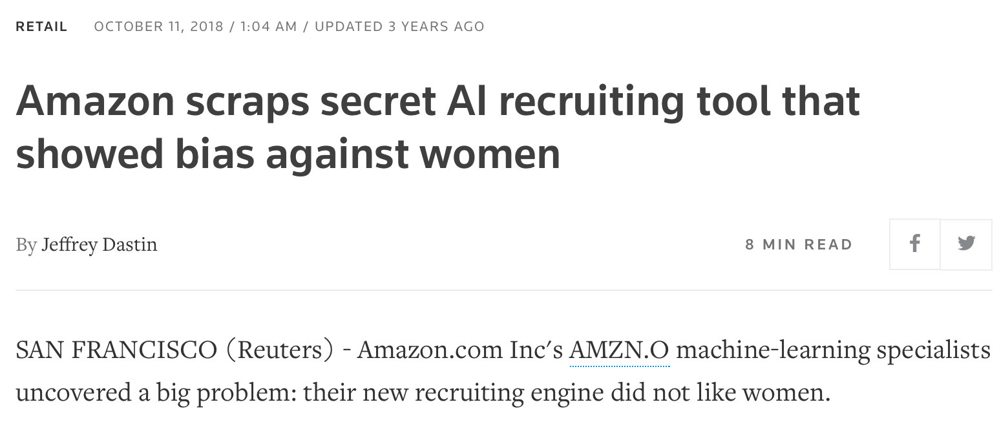 RETAIL OCTOBER 11, 2018 / 1:04 AM / UPDATED 3 YEARS AGO
Amazon scraps secret AI recruiting tool that
showed bias against women
By Jeffrey Dastin 8 MIN READ
SAN FRANCISCO (Reuters) - Amazon.com Inc's AMZN.O machine-learning specialists
uncovered a big problem: their new recruiting engine did not like women.